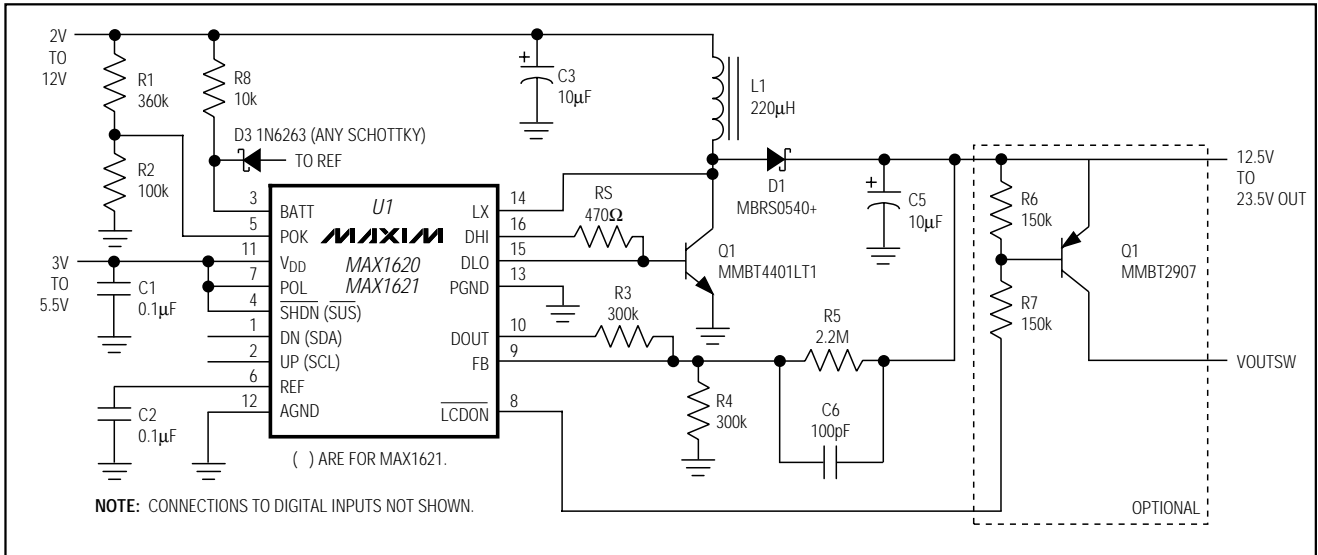 2V
TO
12V
R1
360k
R8
10k
C3
10µF
L1
220µH
D3 1N6263 (ANY SCHOTTKY)
TO REF
R2
100k
3
5
11
7
4
1
2
6
12
BATT
POK
VDD
POL
SHDN (SUS)
DN (SDA)
UP (SCL)
REF
AGND
U1
MAXIM
MAX1620
MAX1621
LX
DHI
DLO
PGND
DOUT
FB
LCDON
14
16
15
13
10
9
8
RS
470Ω
D1
MBRS0540+
+
+
C5
10µF
12.5V
TO
23.5V OUT
Q1
MMBT4401LT1
R6
150k
Q1
MMBT2907
R7
150k
3V
TO
5.5V
C1
0.1µF
R3
300k
R5
2.2M
VOUTSW
C2
0.1µF
R4
300k
C6
100pF
( ) ARE FOR MAX1621.
NOTE: CONNECTIONS TO DIGITAL INPUTS NOT SHOWN.
OPTIONAL